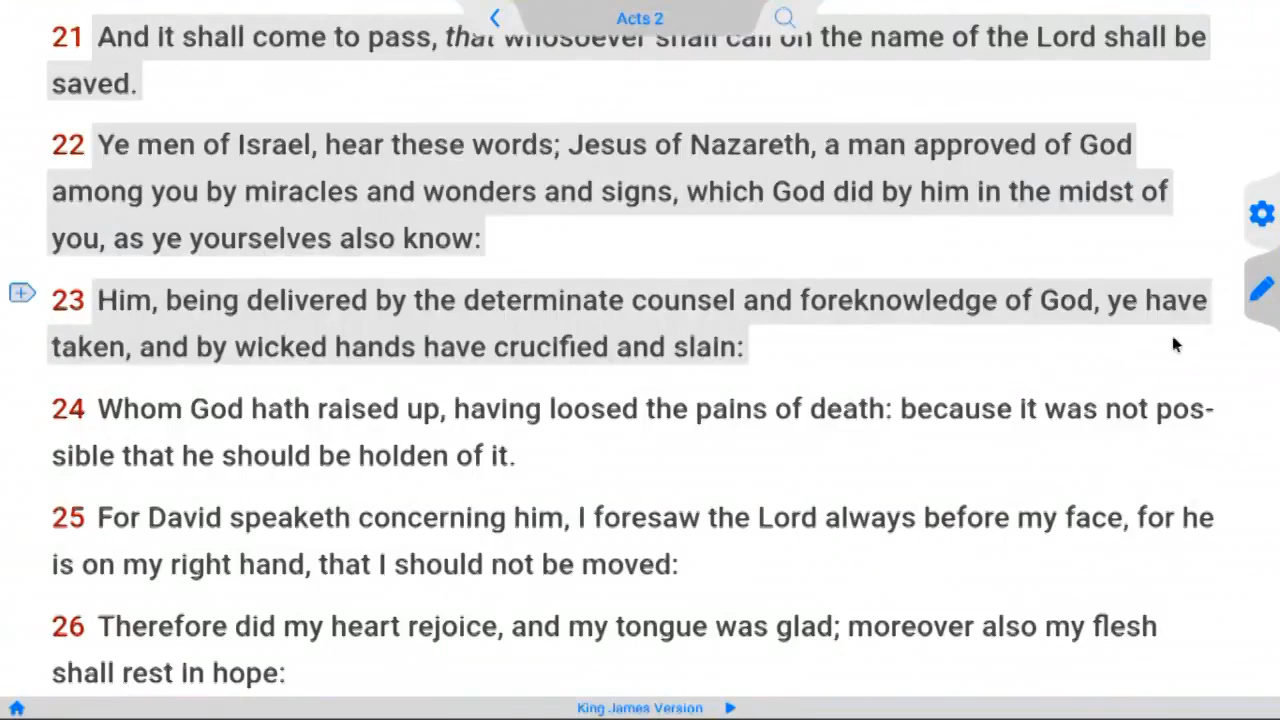 Acts 2
21 And it shall come to pass, that whosoever shall call on the name of the Lord shall be
saved.
22 Ye men of Israel, hear these words; Jesus of Nazareth, a man approved of God
among you by miracles and wonders and signs, which God did by him in the midst of
you, as ye yourselves also know:
23 Him, being delivered by the determinate counsel and foreknowledge of God, ye have
taken, and by wicked hands have crucified and slain:
24 Whom God hath raised up, having loosed the pains of death: because it was not pos-
sible that he should be holden of it.
25 For David speaketh concerning him, I foresaw the Lord always before my face, for he
is on my right hand, that I should not be moved:
26 Therefore did my heart rejoice, and my tongue was glad; moreover also my flesh
shall rest in hope:
King James Version